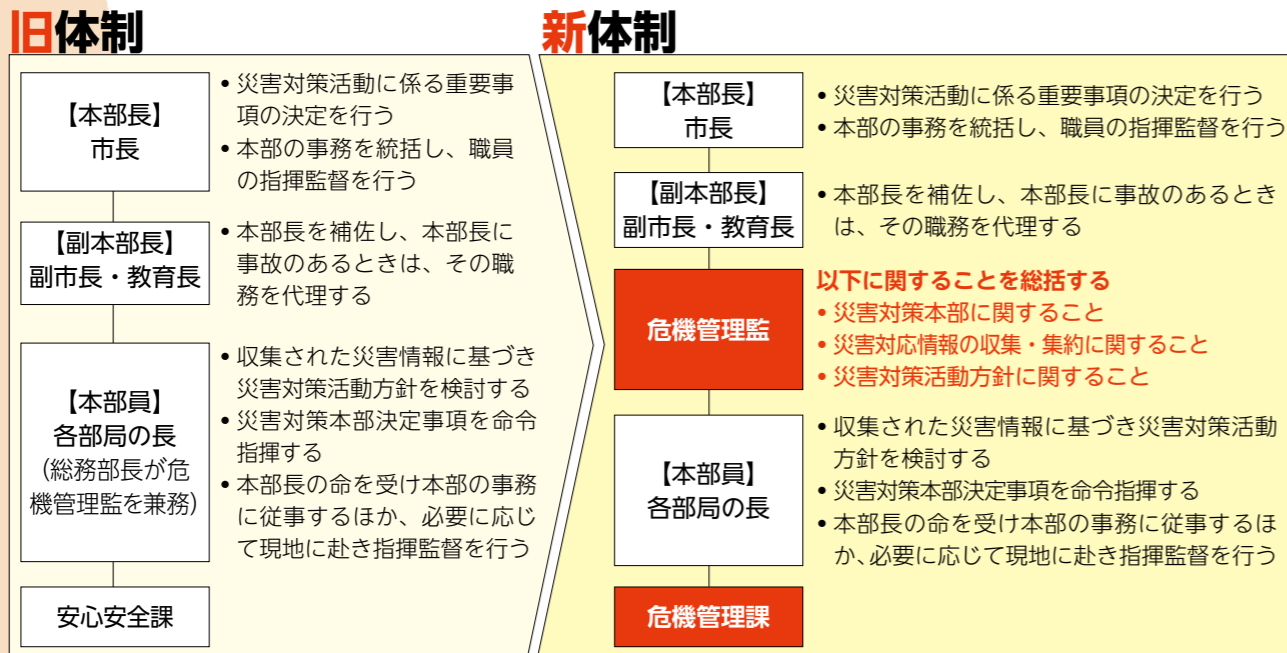 旧体制
【本部長】
市長
• 災害対策活動に係る重要事
項の決定を行う
• 本部の事務を統括し、職員
の指揮監督を行う
【副本部長】
副市長・教育長
• 本部長を補佐し、本部長に
事故のあるときは、その職
務を代理する
【本部員】
各部局の長
(総務部長が危
機管理監を兼務)
• 収集された災害情報に基づき
災害対策活動方針を検討する
• 災害対策本部決定事項を命令
指揮する
• 本部長の命を受け本部の事務
に従事するほか、必要に応じ
て現地に赴き指揮監督を行う
安心安全課
新体制
【本部長】
市長
• 災害対策活動に係る重要事項の決定を行う
• 本部の事務を統括し、職員の指揮監督を行う
【副本部長】
副市長・教育長
• 本部長を補佐し、本部長に事故のあるとき
は、その職務を代理する
危機管理監
以下に関することを総括する
• 災害対策本部に関すること
• 災害対応情報の収集・集約に関すること
• 災害対策活動方針に関すること
【本部員】
各部局の長
• 収集された災害情報に基づき災害対策活動
方針を検討する
• 災害対策本部決定事項を命令指揮する
• 本部長の命を受け本部の事務に従事するほ
か、必要に応じて現地に赴き指揮監督を行う
危機管理課